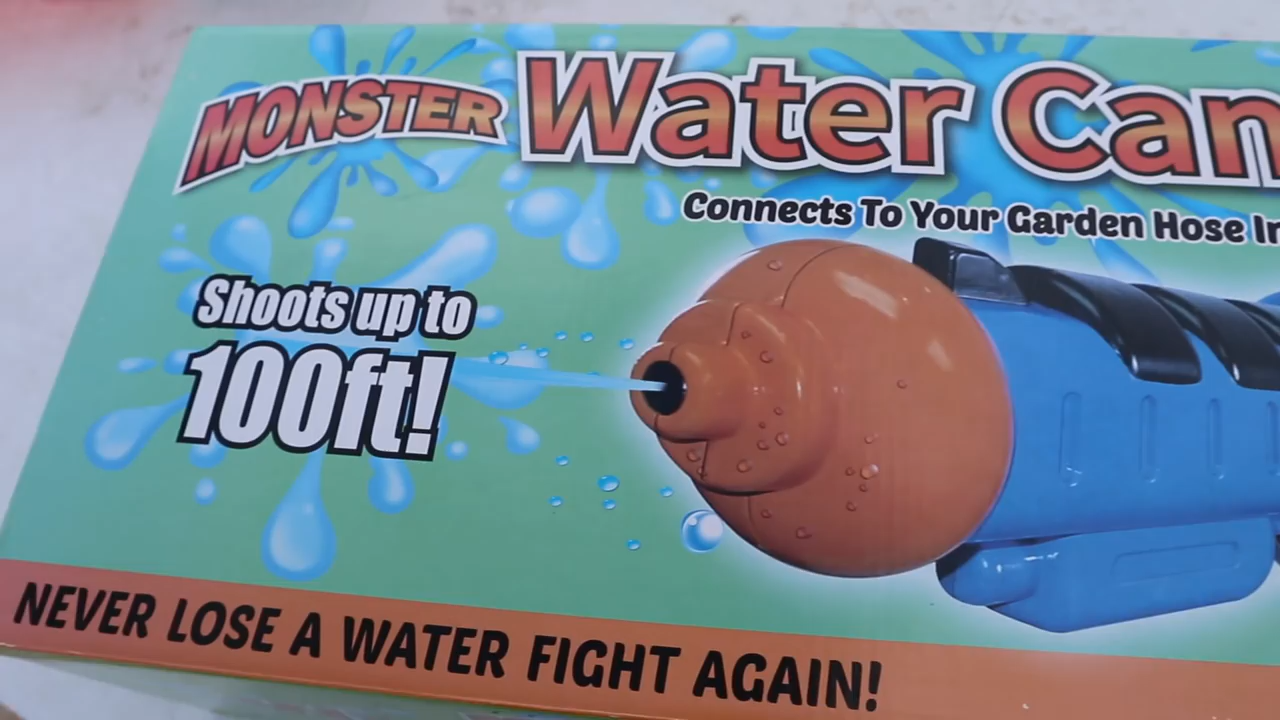 MONSTER Water Can
Connects To Your Garden Hose
Shoots up to
100ft!
NEVER LOSE A WATER FIGHT AGAIN!